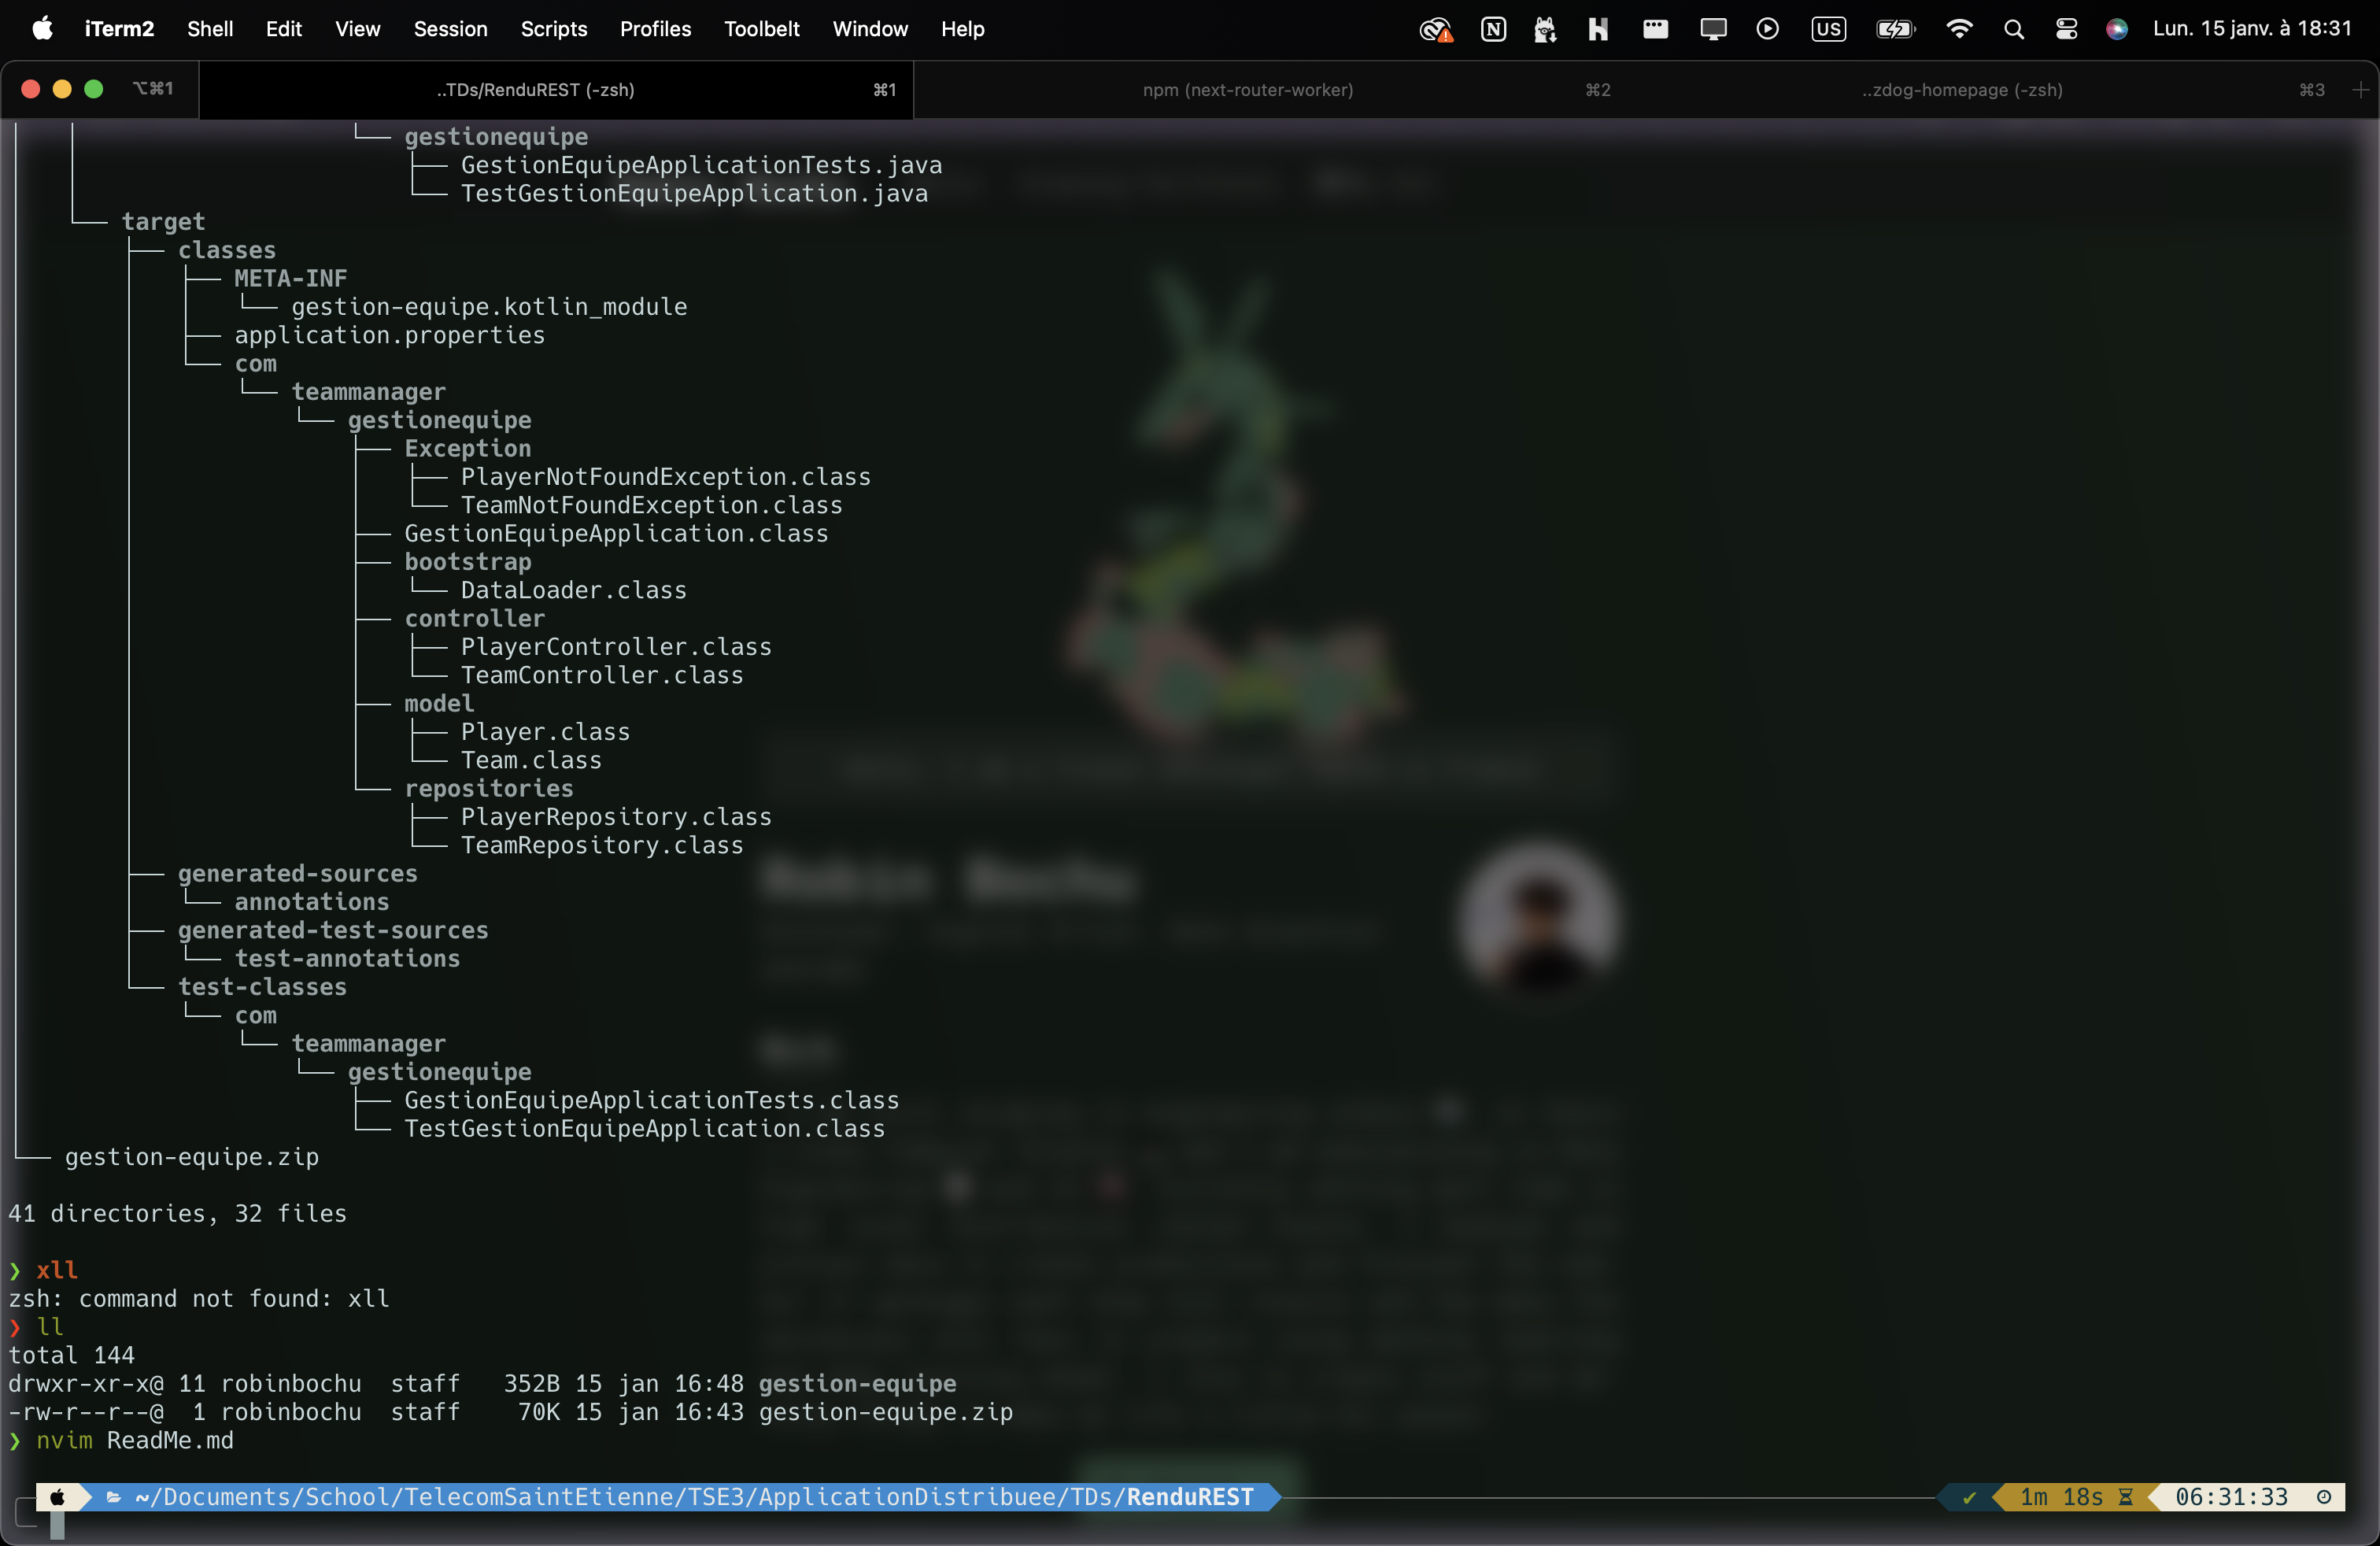 iTerm2 Shell Edit View Session Scripts Profiles Toolbelt Window Help US Lun. 15 janv. à 18:31
⌥⌘1 ..TDs/RenduREST (-zsh) ⌘1 npm (next-router-worker) ⌘2 ..zdog-homepage (-zsh) ⌘3
gestionequipe
GestionEquipeApplicationTests.java
TestGestionEquipeApplication.java
target
classes
META-INF
gestion-equipe.kotlin_module
application.properties
com
teammanager
gestionequipe
Exception
PlayerNotFoundException.class
TeamNotFoundException.class
GestionEquipeApplication.class
bootstrap
DataLoader.class
controller
PlayerController.class
TeamController.class
model
Player.class
Team.class
repositories
PlayerRepository.class
TeamRepository.class
generated-sources
annotations
generated-test-sources
test-annotations
test-classes
com
teammanager
gestionequipe
GestionEquipeApplicationTests.class
TestGestionEquipeApplication.class
gestion-equipe.zip
41 directories, 32 files
❯ xll
zsh: command not found: xll
❯ ll
total 144
drwxr-xr-x@ 11 robinbochu staff 352B 15 jan 16:48 gestion-equipe
-rw-r--r--@ 1 robinbochu staff 70K 15 jan 16:43 gestion-equipe.zip
❯ nvim ReadMe.md
~/Documents/School/TelecomSaintEtienne/TSE3/ApplicationDistribuee/TDs/RenduREST ✔ 1m 18s 06:31:33